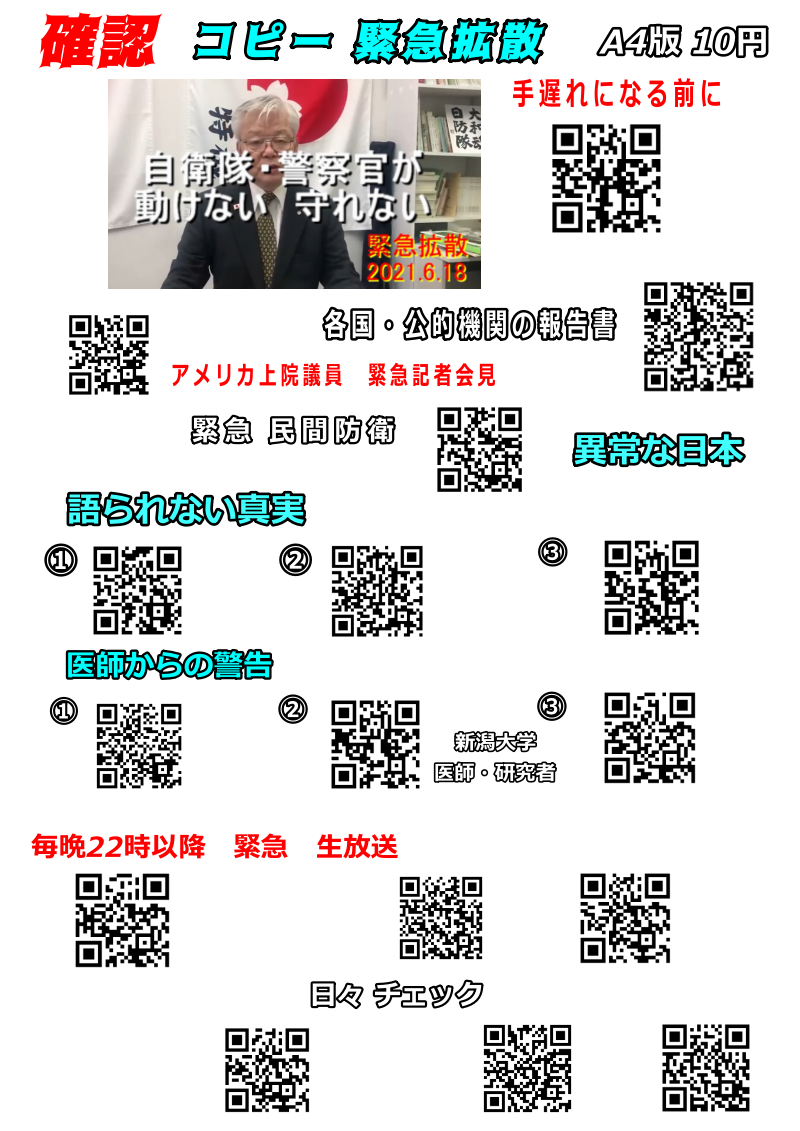 確認 コピー 緊急拡散 A4版 10円
手遅れになる前に
自衛隊・警察官が
動けない 守れない
緊急拡散
2021.6.18
各国・公的機関の報告書
アメリカ上院議員 緊急記者会見
緊急 民間防衛
異常な日本
語られない真実
① ② ③
医師からの警告
① ② ③
新潟大学
医師・研究者
毎晩22時以降 緊急 生放送
日々 チェック